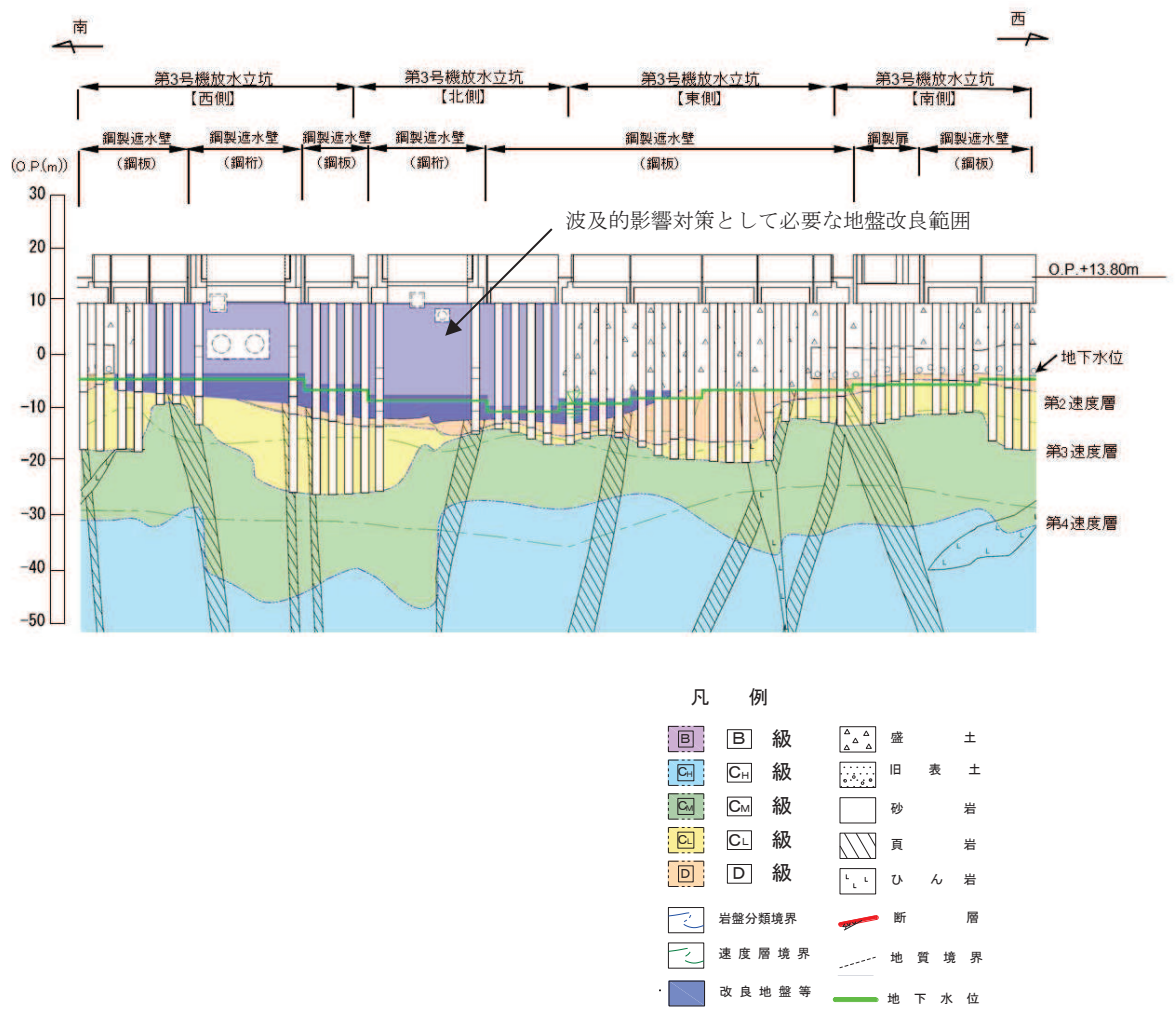 南
西
第3号機放水立坑
【西側】
第3号機放水立坑
【北側】
第3号機放水立坑
【東側】
第3号機放水立坑
【南側】
鋼製遮水壁
(鋼板)
鋼製遮水壁
(鋼桁)
鋼製遮水壁
(鋼板)
鋼製遮水壁
(鋼桁)
鋼製遮水壁
(鋼板)
鋼製扉
鋼製遮水壁
(鋼板)
(O.P.(m))
30
20
10
0
-10
-20
-30
-40
-50
波及的影響対策として必要な地盤改良範囲
O.P.+13.80m
地下水位
第2速度層
第3速度層
第4速度層
凡 例
B B 級 盛土
CH CH 級 旧表土
CM CM 級 砂岩
CL CL 級 頁岩
D D 級 ひん岩
岩盤分類境界 断層
速度層境界 地質境界
改良地盤等 地下水位